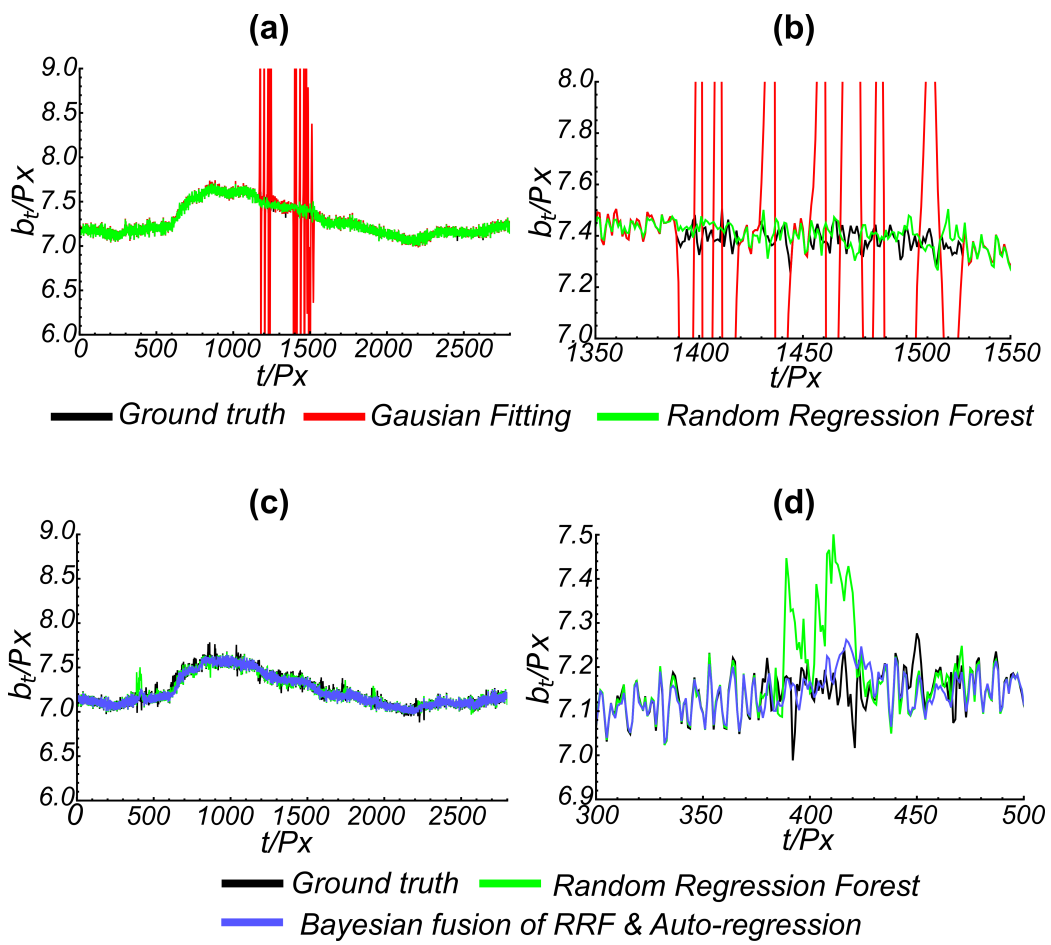 (a) (b)
9.0
8.5
8.0
7.5
7.0
6.5
6.0
b_t/Px
0 500 1000 1500 2000 2500
t/Px
8.0
7.8
7.6
7.4
7.2
7.0
b_t/Px
1350 1400 1450 1500 1550
t/Px
Ground truth Gausian Fitting Random Regression Forest
(c) (d)
9.0
8.5
8.0
7.5
7.0
6.5
6.0
b_t/Px
0 500 1000 1500 2000 2500
t/Px
7.5
7.4
7.3
7.2
7.1
7.0
6.9
b_t/Px
300 350 400 450 500
t/Px
Ground truth Random Regression Forest
Bayesian fusion of RRF & Auto-regression